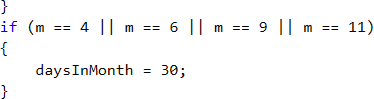 }
if (m == 4 || m == 6 || m == 9 || m == 11)
{
    daysInMonth = 30;
}